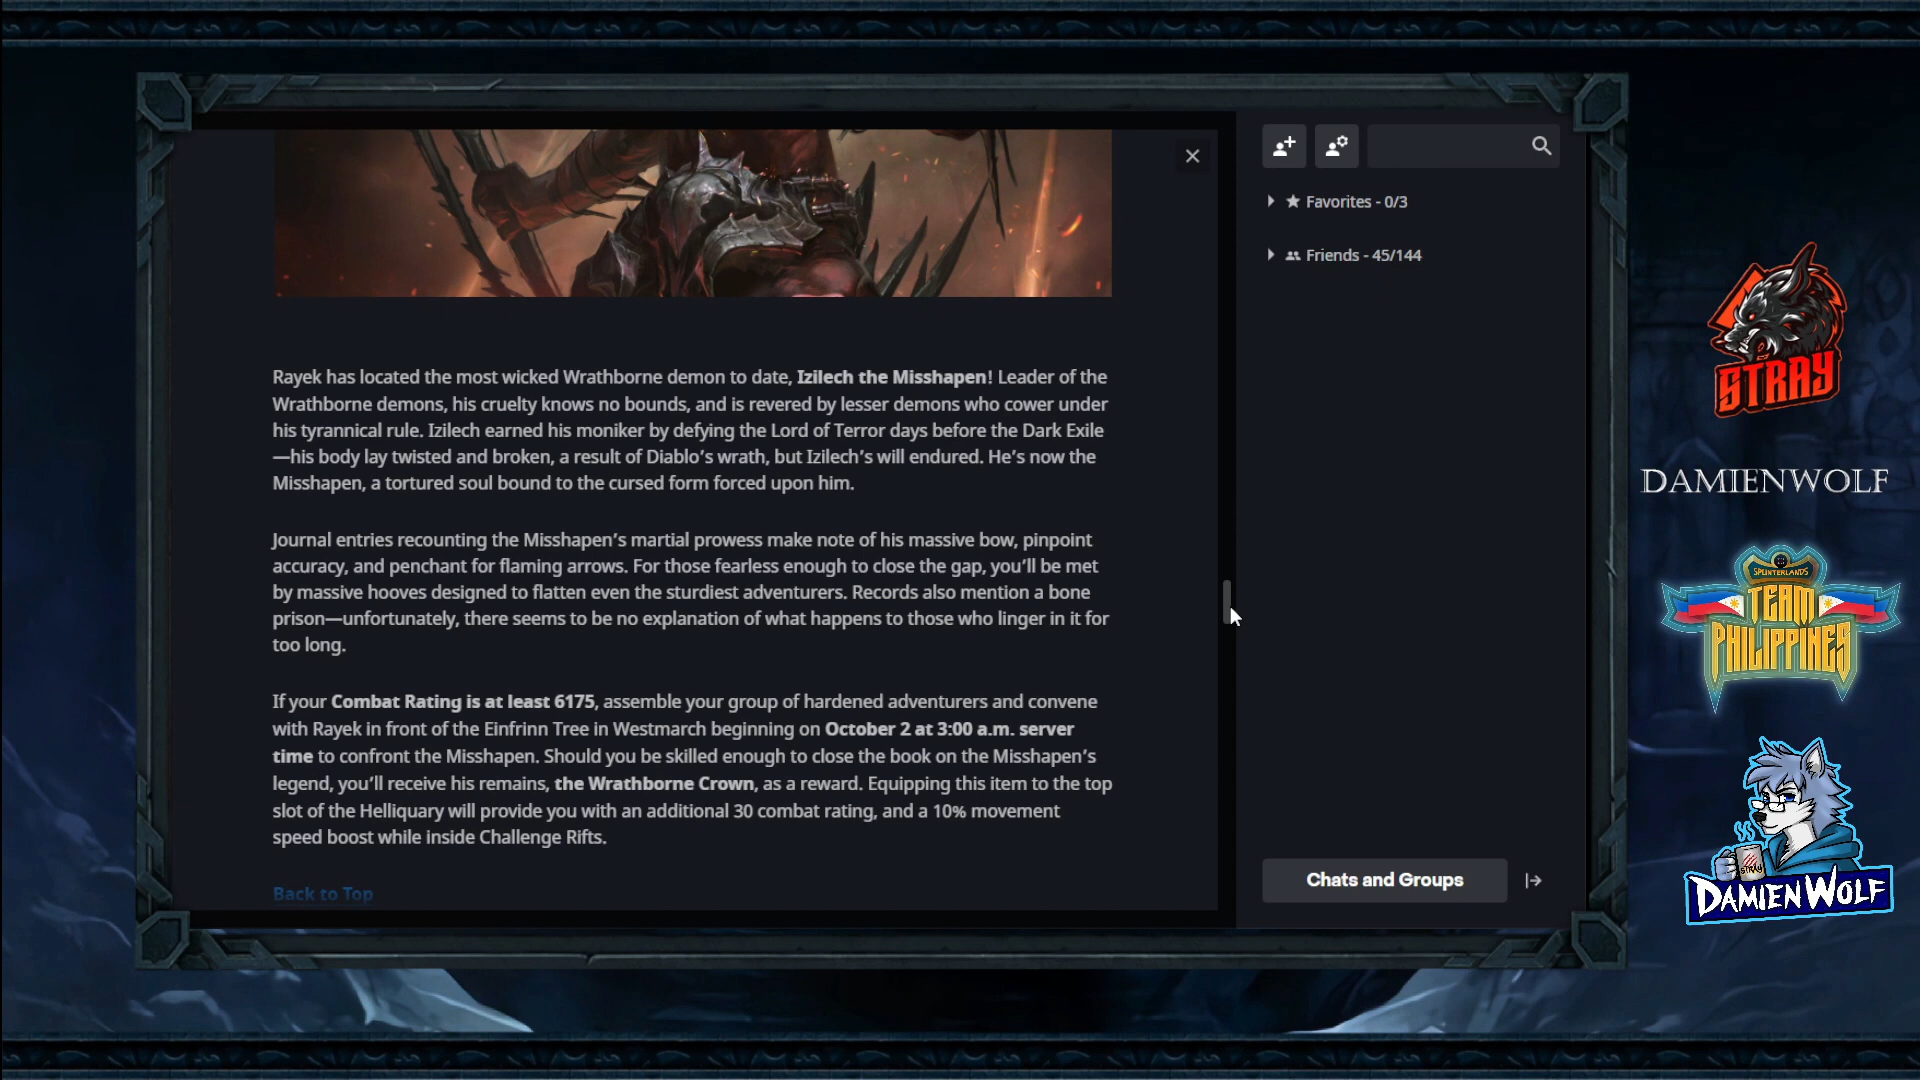 Favorites - 0/3
Friends - 45/144
Rayek has located the most wicked Wrathborne demon to date, Izilech the Misshapen! Leader of the
Wrathborne demons, his cruelty knows no bounds, and is revered by lesser demons who cower under
his tyrannical rule. Izilech earned his moniker by defying the Lord of Terror days before the Dark Exile
—his body lay twisted and broken, a result of Diablo’s wrath, but Izilech’s will endured. He’s now the
Misshapen, a tortured soul bound to the cursed form forced upon him.
Journal entries recounting the Misshapen’s martial prowess make note of his massive bow, pinpoint
accuracy, and penchant for flaming arrows. For those fearless enough to close the gap, you’ll be met
by massive hooves designed to flatten even the sturdiest adventurers. Records also mention a bone
prison—unfortunately, there seems to be no explanation of what happens to those who linger in it for
too long.
If your Combat Rating is at least 6175, assemble your group of hardened adventurers and convene
with Rayek in front of the Einfrinn Tree in Westmarch beginning on October 2 at 3:00 a.m. server
time to confront the Misshapen. Should you be skilled enough to close the book on the Misshapen’s
legend, you’ll receive his remains, the Wrathborne Crown, as a reward. Equipping this item to the top
slot of the Helliquary will provide you with an additional 30 combat rating, and a 10% movement
speed boost while inside Challenge Rifts.
Back to Top
Chats and Groups
STRAY
DAMIENWOLF
SPLINTERLANDS
TEAM
PHILIPPINES
STRAY
DAMIENWOLF